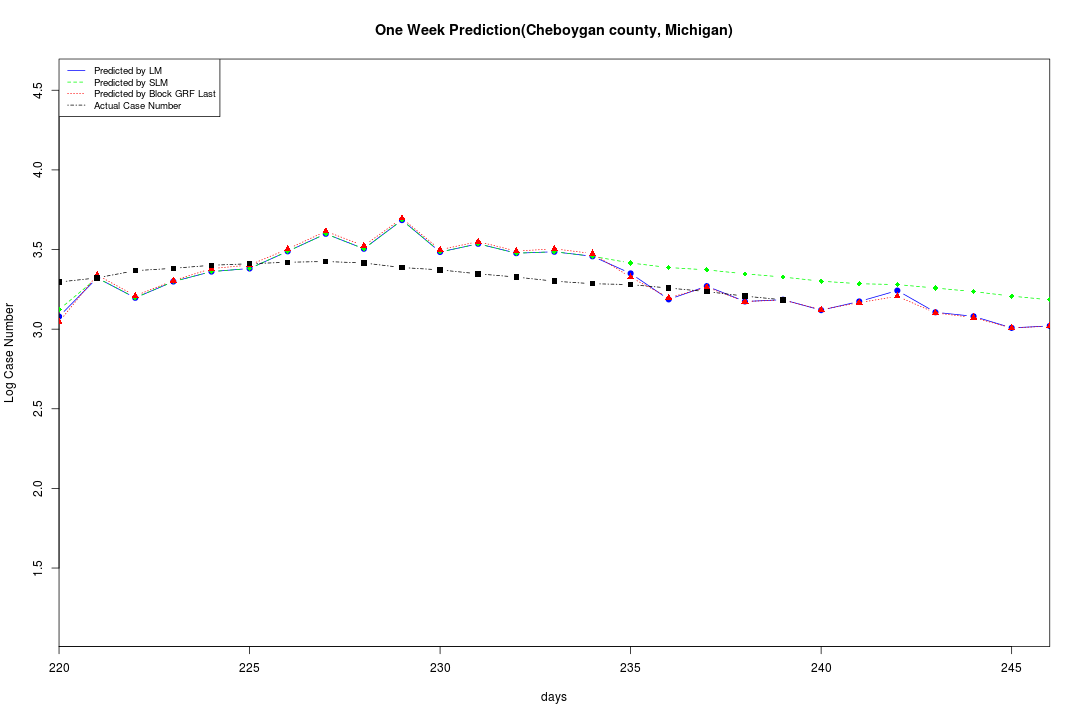 One Week Prediction(Cheboygan county, Michigan)
Predicted by LM
Predicted by SLM
Predicted by Block GRF Last
Actual Case Number
4.5
4.0
3.5
3.0
2.5
2.0
1.5
Log Case Number
220
225
230
235
240
245
days